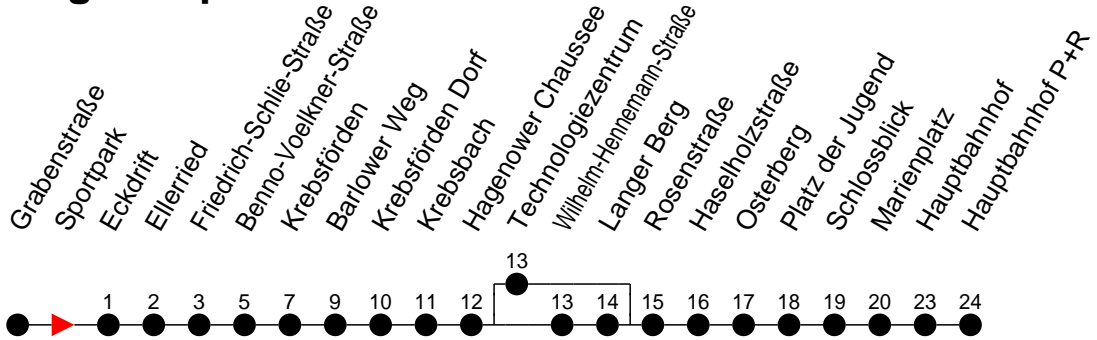 Grabenstraße
Sportpark
Eckdrift
Ellerried
Friedrich-Schlie-Straße
Benno-Voelkner-Straße
Krebsförden
Barlower Weg
Krebsförden Dorf
Krebsbach
Hagenower Chaussee
Technologiezentrum
Wilhelm-Hennemann-Straße
Langer Berg
Rosenstraße
Haselholzstraße
Osterberg
Platz der Jugend
Schlossblick
Marienplatz
Hauptbahnhof
Hauptbahnhof P+R
13
1 2 3 5 7 9 10 11 12 13 14 15 16 17 18 19 20 23 24